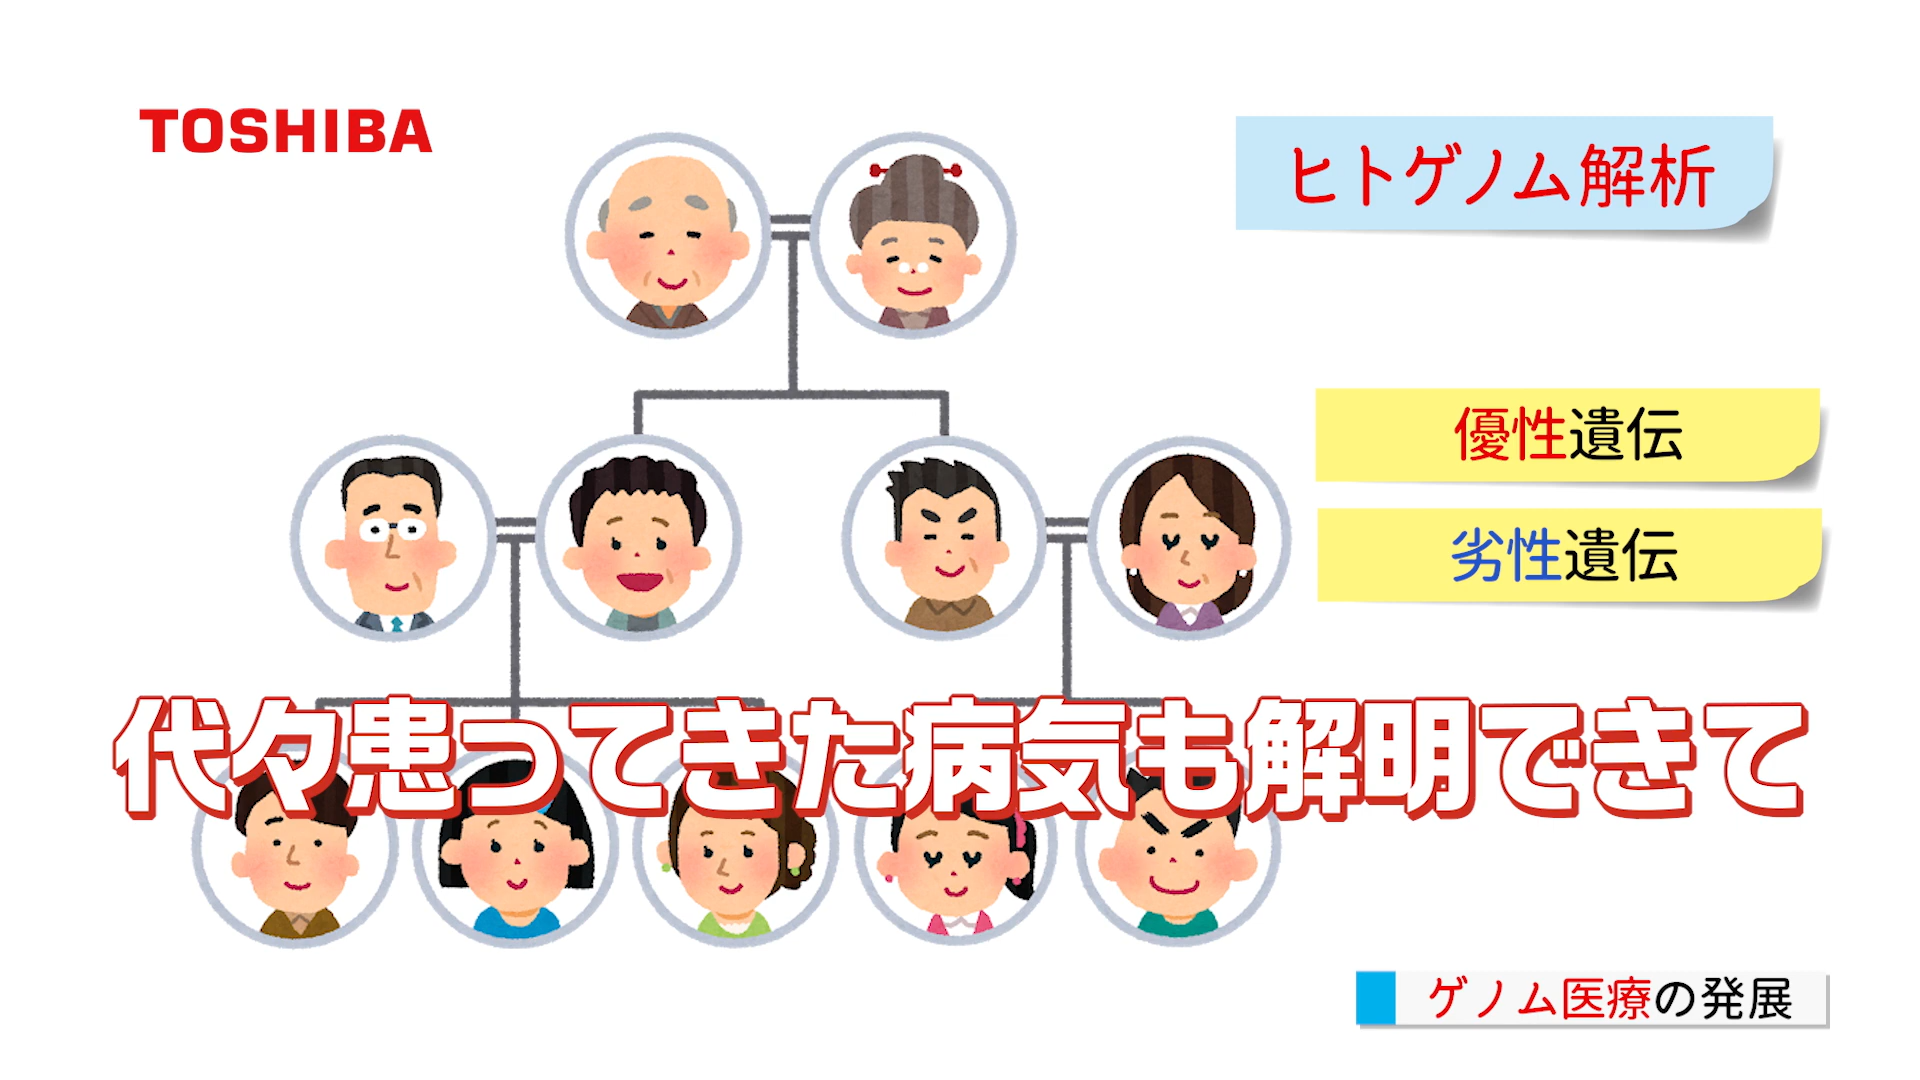 TOSHIBA
ヒトゲノム解析
優性遺伝
劣性遺伝
代々患ってきた病気も解明できて
ゲノム医療の発展